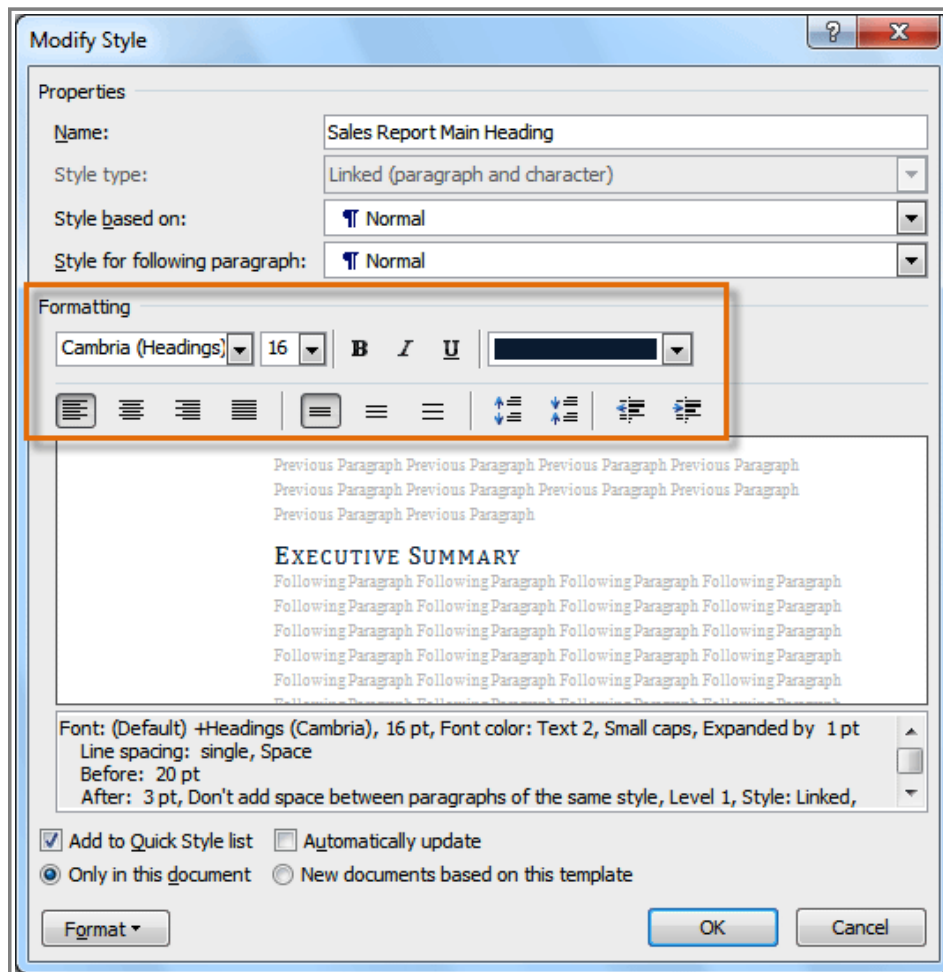 Modify Style
Properties
Name: Sales Report Main Heading
Style type: Linked (paragraph and character)
Style based on: ¶ Normal
Style for following paragraph: ¶ Normal
Formatting
Cambria (Headings) 16 B I U
Previous Paragraph Previous Paragraph Previous Paragraph Previous Paragraph
Previous Paragraph Previous Paragraph Previous Paragraph Previous Paragraph
Previous Paragraph Previous Paragraph
EXECUTIVE SUMMARY
Following Paragraph Following Paragraph Following Paragraph Following Paragraph
Following Paragraph Following Paragraph Following Paragraph Following Paragraph
Following Paragraph Following Paragraph Following Paragraph Following Paragraph
Following Paragraph Following Paragraph Following Paragraph Following Paragraph
Following Paragraph Following Paragraph Following Paragraph Following Paragraph
Font: (Default) +Headings (Cambria), 16 pt, Font color: Text 2, Small caps, Expanded by 1 pt
Line spacing: single, Space
Before: 20 pt
After: 3 pt, Don't add space between paragraphs of the same style, Level 1, Style: Linked,
Add to Quick Style list Automatically update
Only in this document New documents based on this template
Format OK Cancel